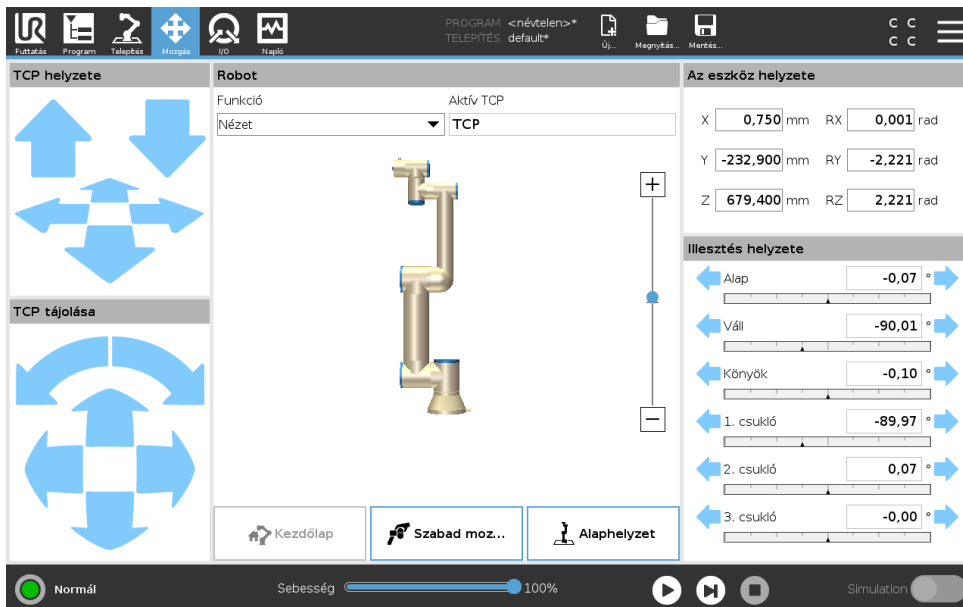 UR
Futtatás Program Telepítés Mozgás I/O Napló
PROGRAM <névtelen>*
TELEPÍTÉS default*
Új... Megnyitás... Mentés...
C C
C C
TCP helyzete
Robot
Az eszköz helyzete
Funkció Aktív TCP
Nézet TCP
X 0,750 mm RX 0,001 rad
Y -232,900 mm RY -2,221 rad
Z 679,400 mm RZ 2,221 rad
Illesztés helyzete
Alap -0,07 °
Váll -90,01 °
Könyök -0,10 °
1. csukló -89,97 °
2. csukló 0,07 °
3. csukló -0,00 °
TCP tájolása
Kezdőlap Szabad moz... Alaphelyzet
Normál Sebesség 100% Simulation